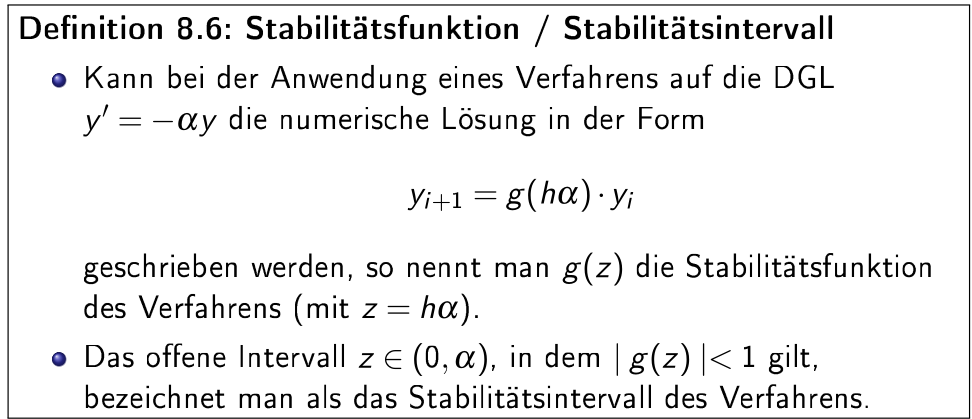 Definition 8.6: Stabilitätsfunktion / Stabilitätsintervall
Kann bei der Anwendung eines Verfahrens auf die DGL
y′ = −αy die numerische Lösung in der Form
yᵢ₊₁ = g(hα) · yᵢ
geschrieben werden, so nennt man g(z) die Stabilitätsfunktion
des Verfahrens (mit z = hα).
Das offene Intervall z ∈ (0, α), in dem | g(z) |< 1 gilt,
bezeichnet man als das Stabilitätsintervall des Verfahrens.